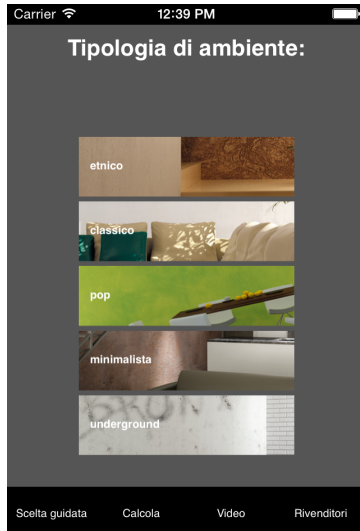 Carrier 12:39 PM
Tipologia di ambiente:
etnico
classico
pop
minimalista
underground
Scelta guidata Calcola Video Rivenditori